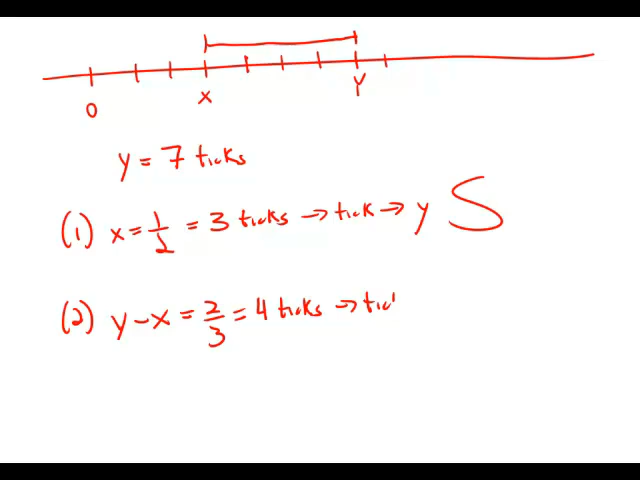 0 x y
y = 7 ticks
(1) x = 1/2 = 3 ticks → tick → y S
(2) y - x = 2/3 = 4 ticks → tic